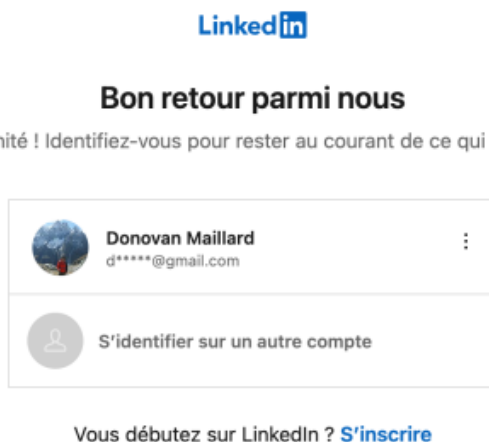 LinkedIn
Bon retour parmi nous
nité ! Identifiez-vous pour rester au courant de ce qui
Donovan Maillard
d*****@gmail.com
S'identifier sur un autre compte
Vous débutez sur LinkedIn ? S'inscrire